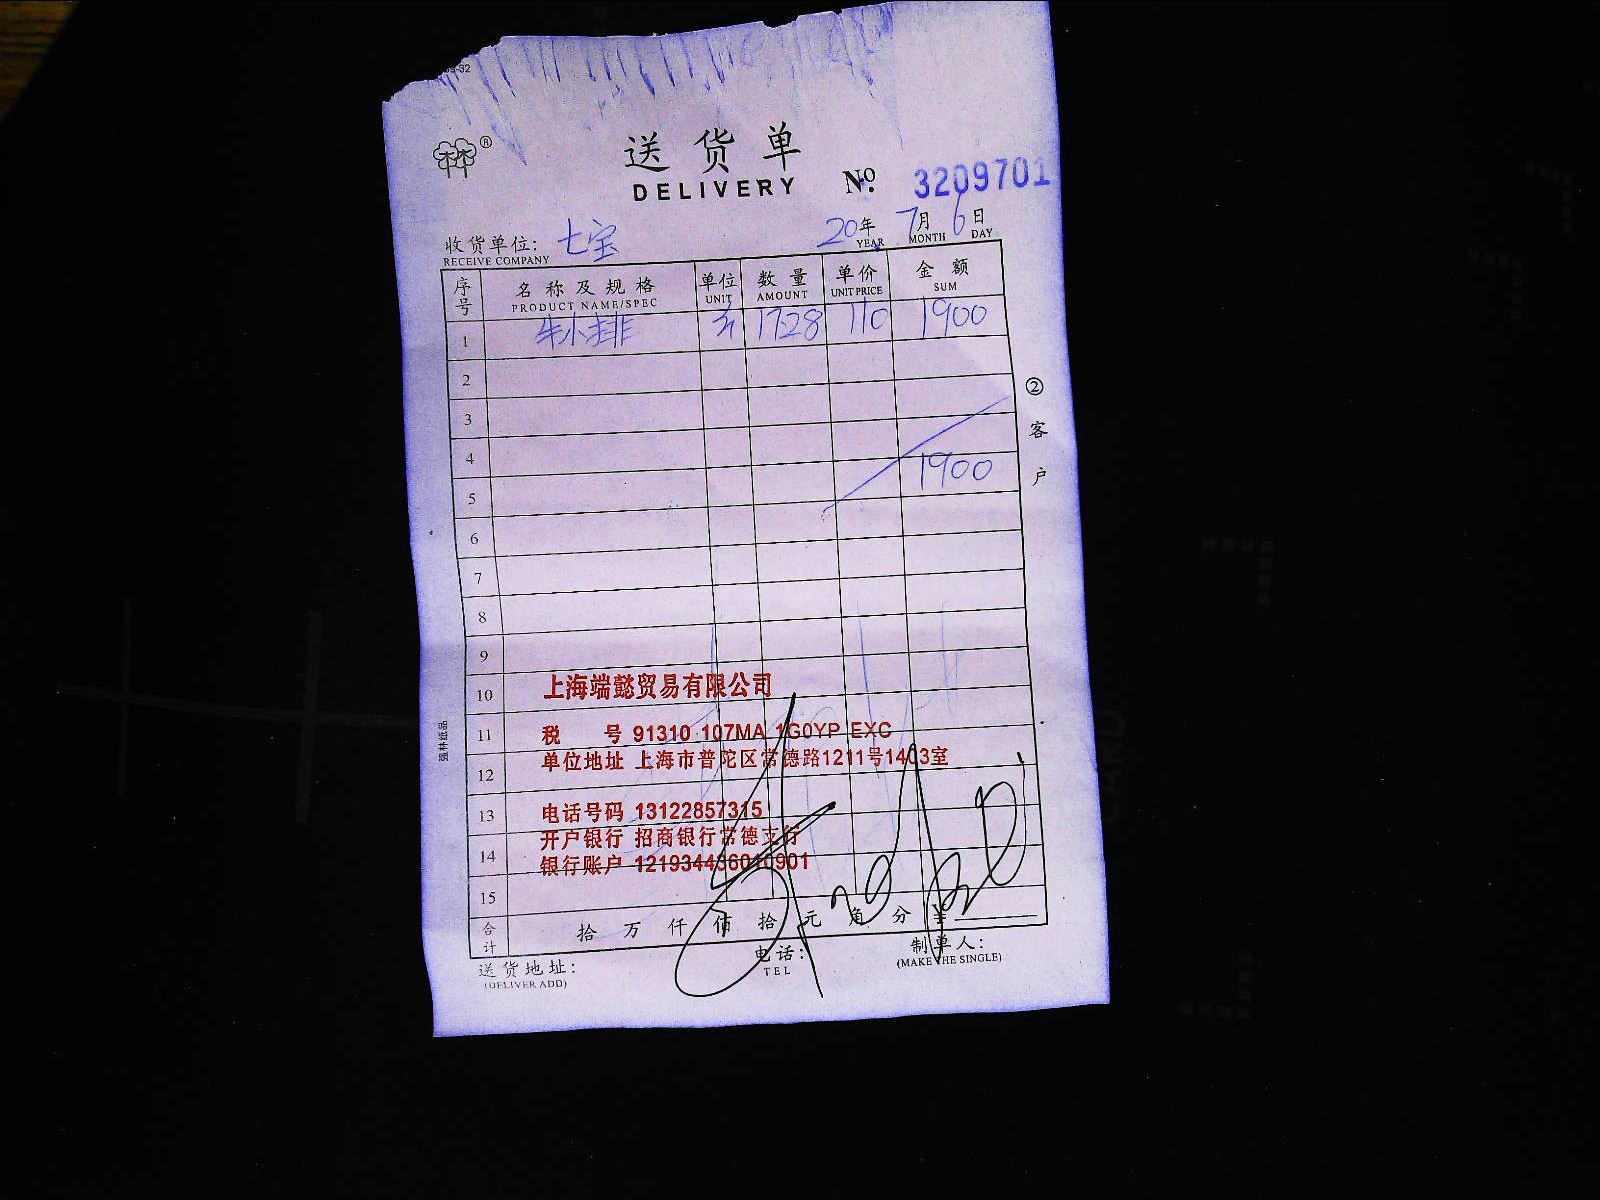 送货单
DELIVERY
No. 3209701
收货单位: 七宝 20年 7月 6日
RECEIVE COMPANY YEAR MONTH DAY
序号 名称及规格 单位 数量 单价 金额
PRODUCT NAME/SPEC UNIT AMOUNT UNIT PRICE SUM
1 牛小排 斤 17.28 110 1900
2
3
4
1900
5
6
7
8
9
10
上海端懿贸易有限公司
11
税 号 91310 107MA 1G0YP EXC
单位地址 上海市普陀区常德路1211号1403室
12
电话号码 13122857315
13
开户银行 招商银行常德支行
14
银行账户 121934436010901
15
合计 拾 万 仟 佰 拾 元 角 分 ¥
送货地址: 电话: 制单人:
(DELIVER ADD) TEL (MAKE THE SINGLE)
②客户
强林纸品